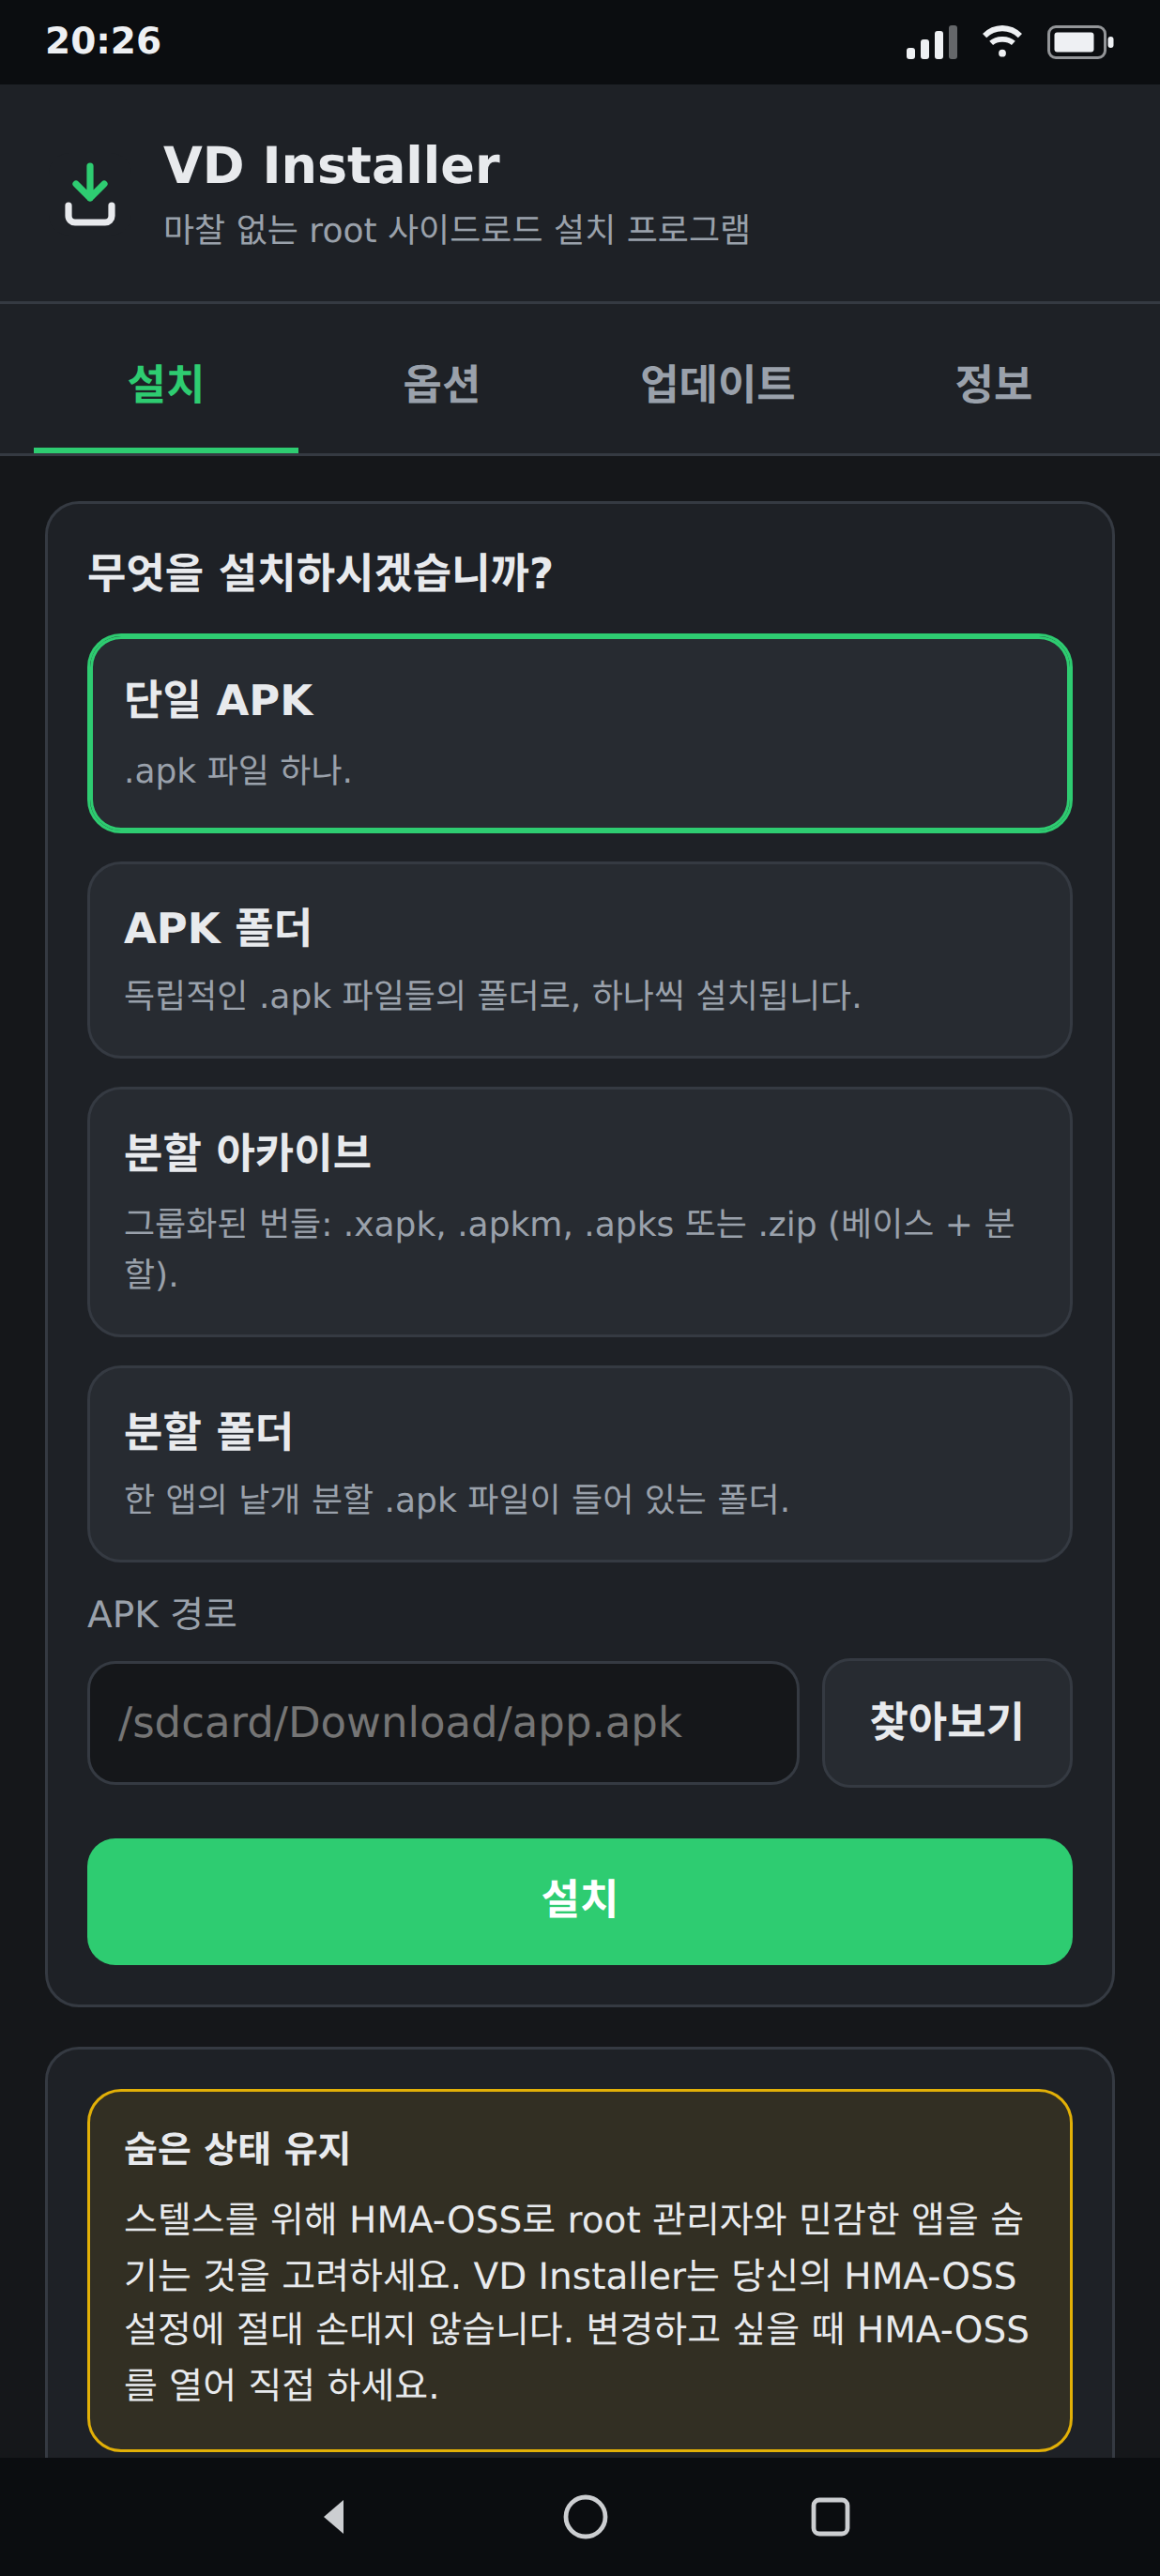 20:26
VD Installer
마찰 없는 root 사이드로드 설치 프로그램
설치
옵션
업데이트
정보
무엇을 설치하시겠습니까?
단일 APK
.apk 파일 하나.
APK 폴더
독립적인 .apk 파일들의 폴더로, 하나씩 설치됩니다.
분할 아카이브
그룹화된 번들: .xapk, .apkm, .apks 또는 .zip (베이스 + 분
할).
분할 폴더
한 앱의 낱개 분할 .apk 파일이 들어 있는 폴더.
APK 경로
/sdcard/Download/app.apk
찾아보기
설치
숨은 상태 유지
스텔스를 위해 HMA-OSS로 root 관리자와 민감한 앱을 숨
기는 것을 고려하세요. VD Installer는 당신의 HMA-OSS
설정에 절대 손대지 않습니다. 변경하고 싶을 때 HMA-OSS
를 열어 직접 하세요.